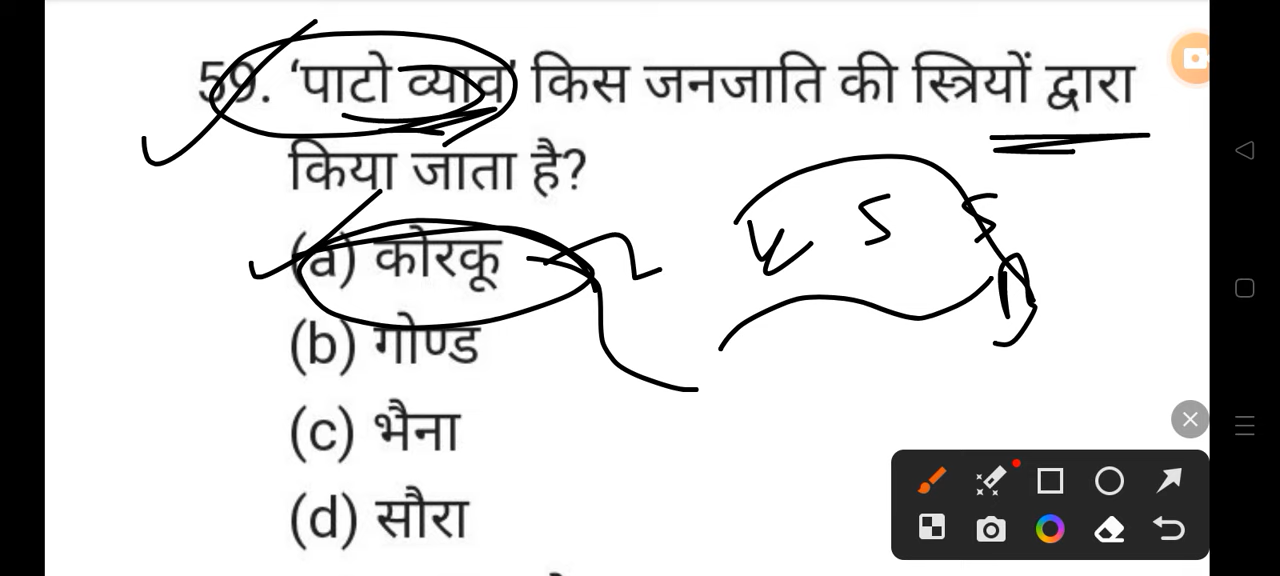 59. 'पाटो व्याव' किस जनजाति की स्त्रियों द्वारा
किया जाता है?
(a) कोरकू
(b) गोण्ड
(c) भैना
(d) सौरा